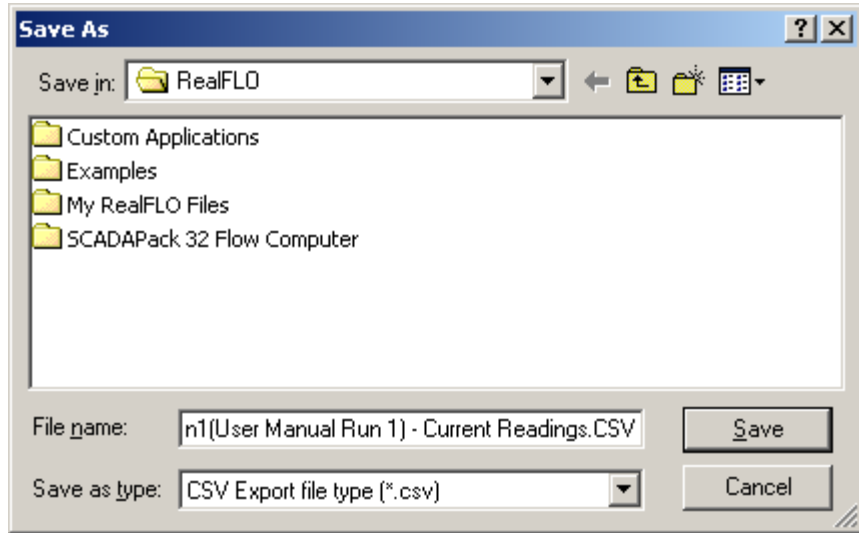 Save As
Save in: RealFLO
Custom Applications
Examples
My RealFLO Files
SCADAPack 32 Flow Computer
File name: n1(User Manual Run 1) - Current Readings.CSV Save
Save as type: CSV Export file type (*.csv) Cancel